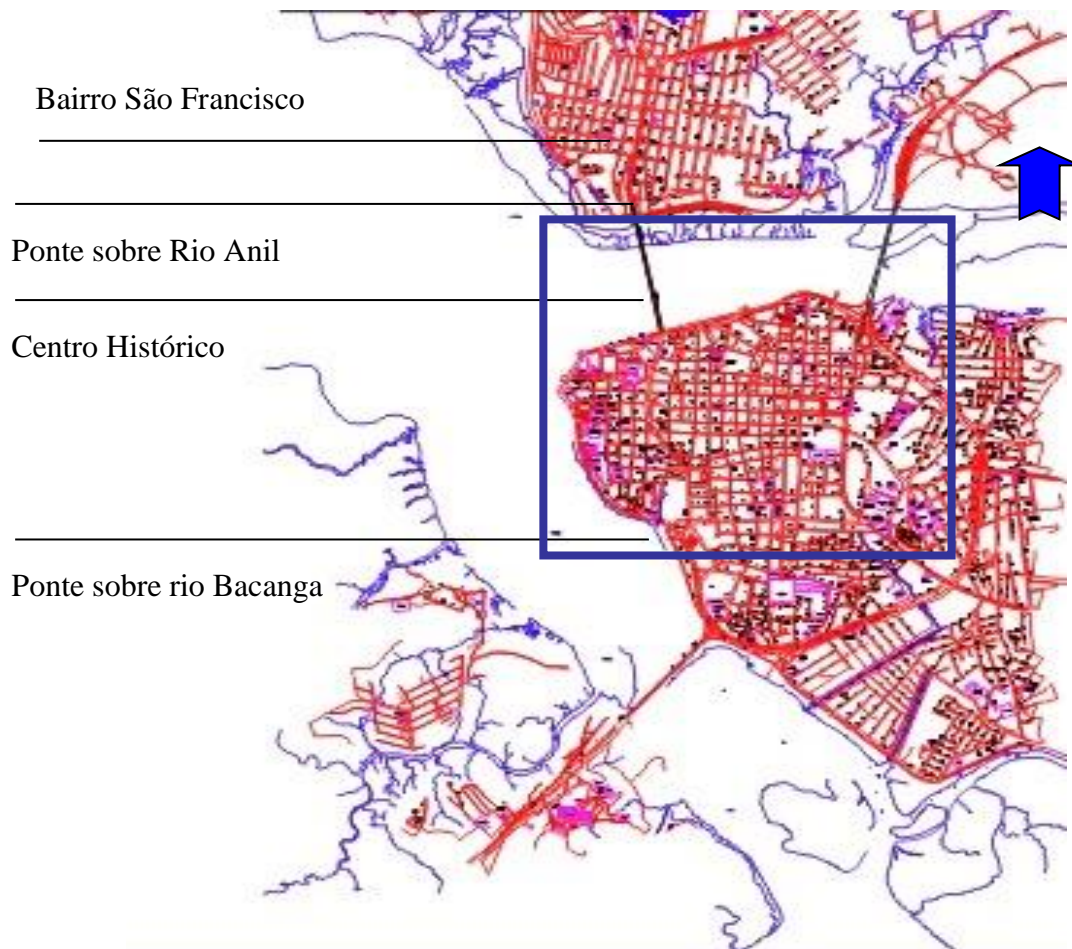 Bairro São Francisco
Ponte sobre Rio Anil
Centro Histórico
Ponte sobre rio Bacanga